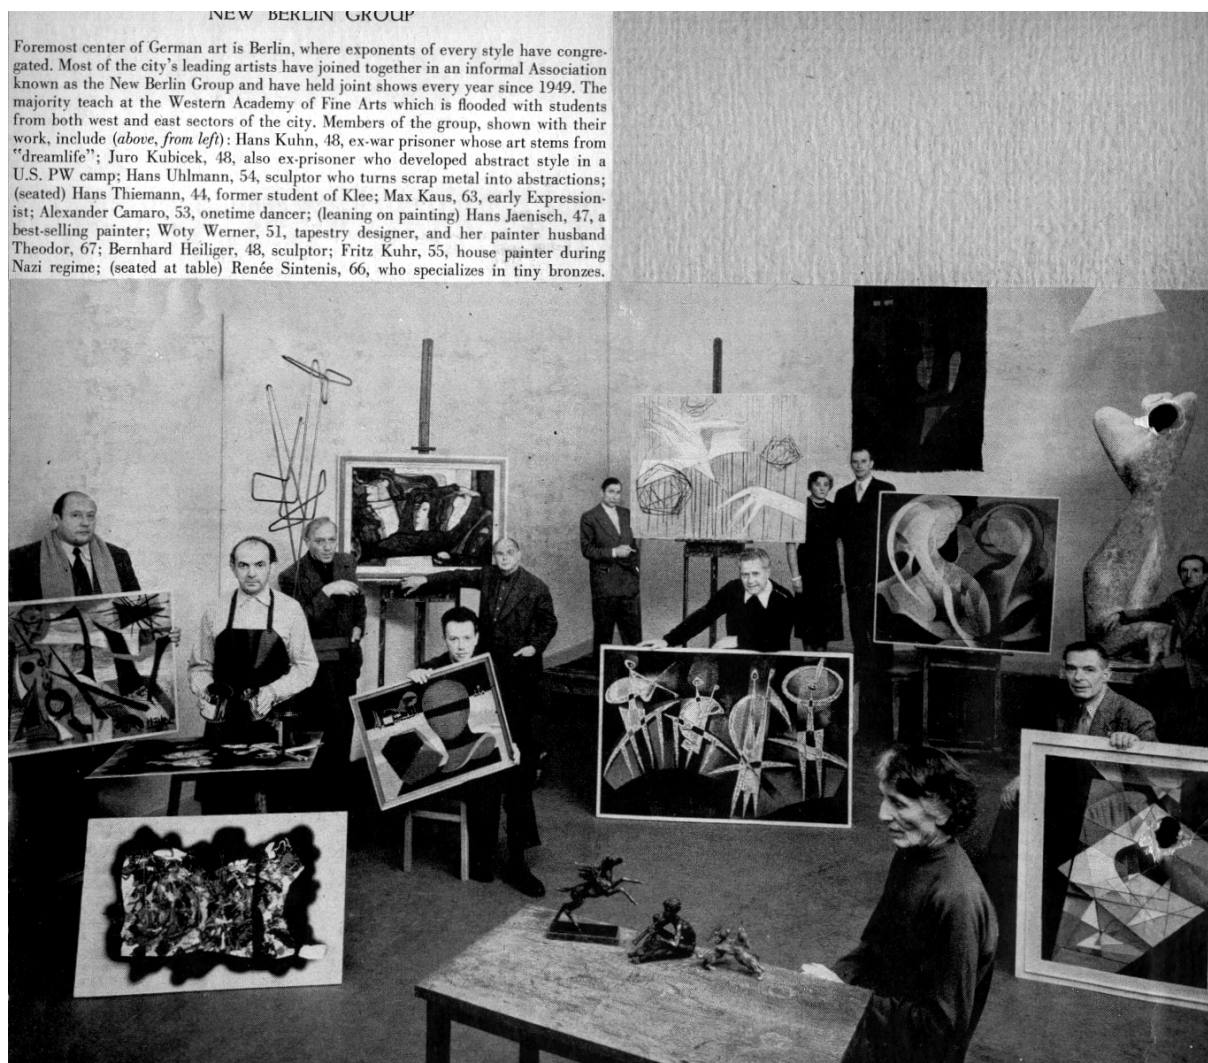 NEW BERLIN GROUP
Foremost center of German art is Berlin, where exponents of every style have congre-
gated. Most of the city's leading artists have joined together in an informal Association
known as the New Berlin Group and have held joint shows every year since 1949. The
majority teach at the Western Academy of Fine Arts which is flooded with students
from both west and east sectors of the city. Members of the group, shown with their
work, include (above, from left): Hans Kuhn, 48, ex-war prisoner whose art stems from
"dreamlife"; Juro Kubicek, 48, also ex-prisoner who developed abstract style in a
U.S. PW camp; Hans Uhlmann, 54, sculptor who turns scrap metal into abstractions;
(seated) Hans Thiemann, 44, former student of Klee; Max Kaus, 63, early Expression-
ist; Alexander Camaro, 53, onetime dancer; (leaning on painting) Hans Jaenisch, 47, a
best-selling painter; Woty Werner, 51, tapestry designer, and her painter husband
Theodor, 67; Bernhard Heiliger, 48, sculptor; Fritz Kuhr, 55, house painter during
Nazi regime; (seated at table) Renée Sintenis, 66, who specializes in tiny bronzes.